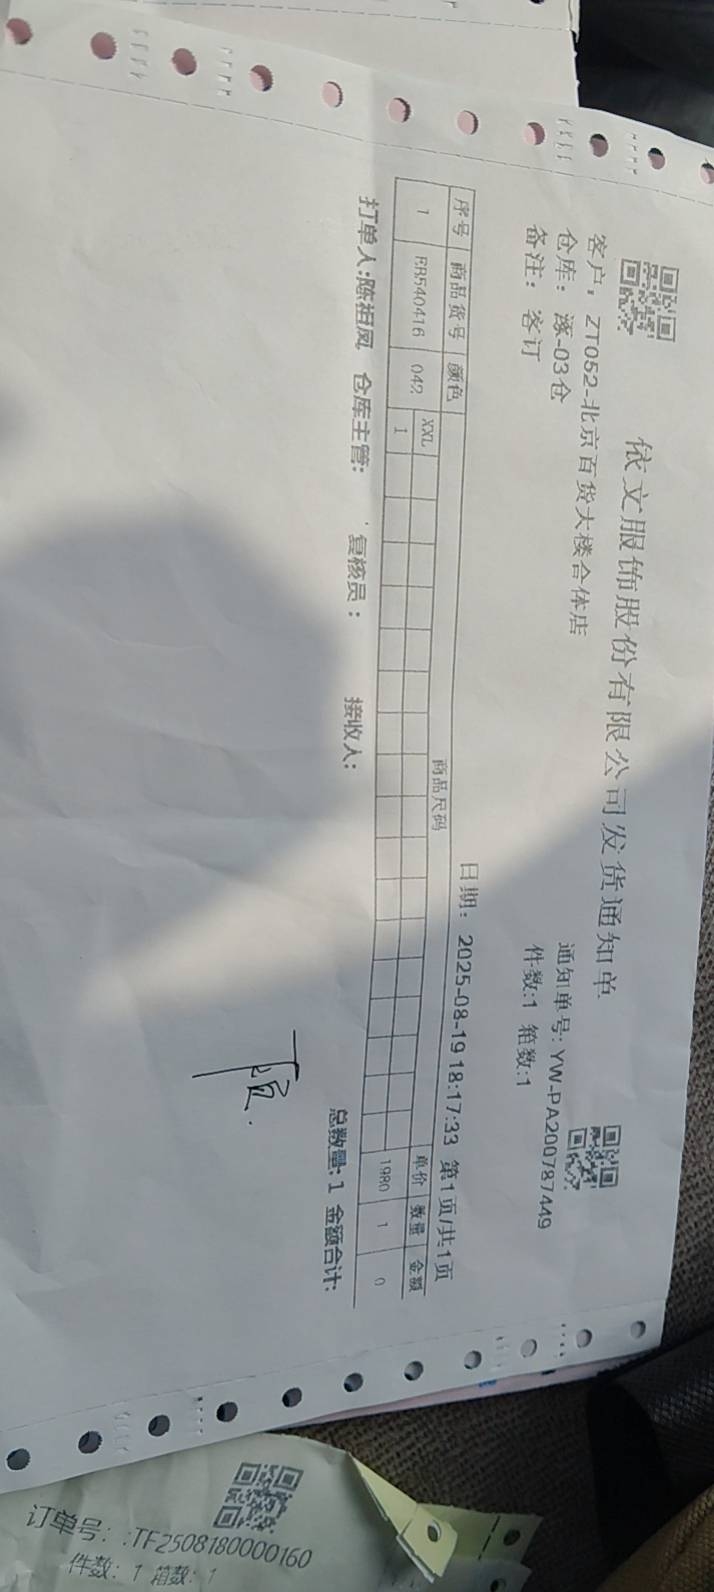 依文服饰股份有限公司发货通知单
客户：ZT052-北京百货大楼合体店
通知单号: YW-PA200787449
仓库： 涿-03仓
件数:1 箱数:1
备注： 客订
日期： 2025-08-19 18:17:33 第1页/共1页
序号 商品货号 颜色 商品尺码 单价 数量 金额
XXL
1 EB540416 042 1 1980 1 0
打单人:陈祖凤 仓库主管: 复核员: 接收人: 总数量: 1 金额合计:
订单号: :TF2508180000160
件数: 1 箱数: 1